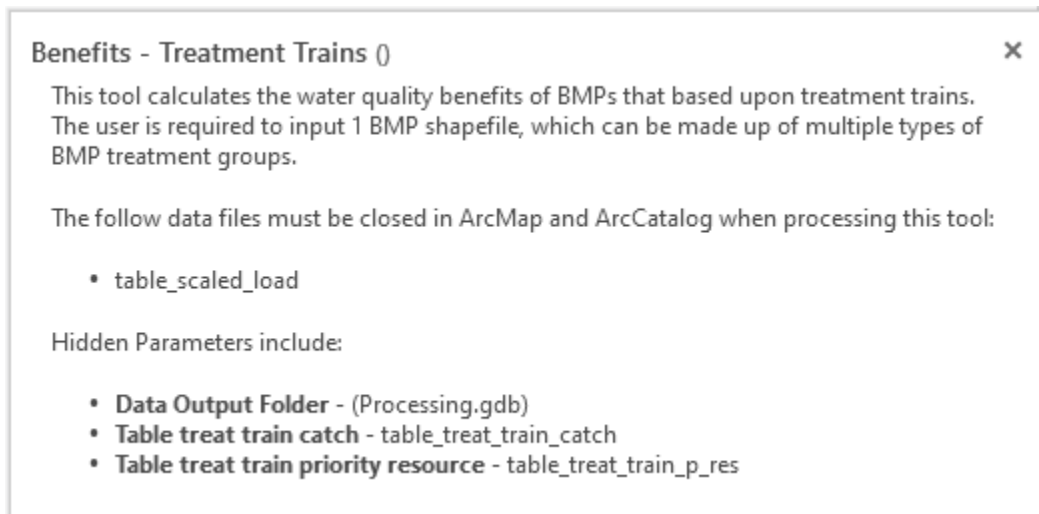 Benefits - Treatment Trains ()
This tool calculates the water quality benefits of BMPs that based upon treatment trains.
The user is required to input 1 BMP shapefile, which can be made up of multiple types of
BMP treatment groups.
The follow data files must be closed in ArcMap and ArcCatalog when processing this tool:
• table_scaled_load
Hidden Parameters include:
• Data Output Folder - (Processing.gdb)
• Table treat train catch - table_treat_train_catch
• Table treat train priority resource - table_treat_train_p_res